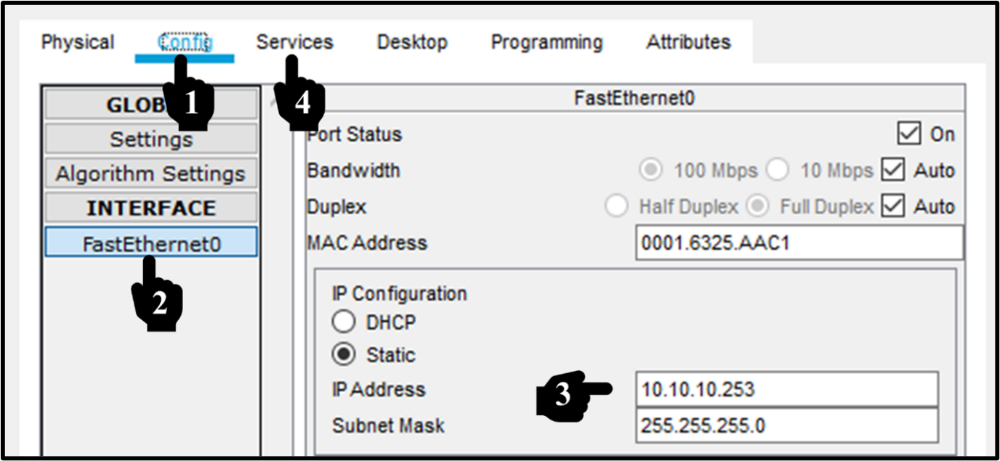 Physical Config Services Desktop Programming Attributes
1 4
GLOB FastEthernet0
Settings Port Status On
Algorithm Settings Bandwidth 100 Mbps 10 Mbps Auto
INTERFACE Duplex Half Duplex Full Duplex Auto
FastEthernet0 MAC Address 0001.6325.AAC1
2
IP Configuration
DHCP
Static
3
IP Address 10.10.10.253
Subnet Mask 255.255.255.0